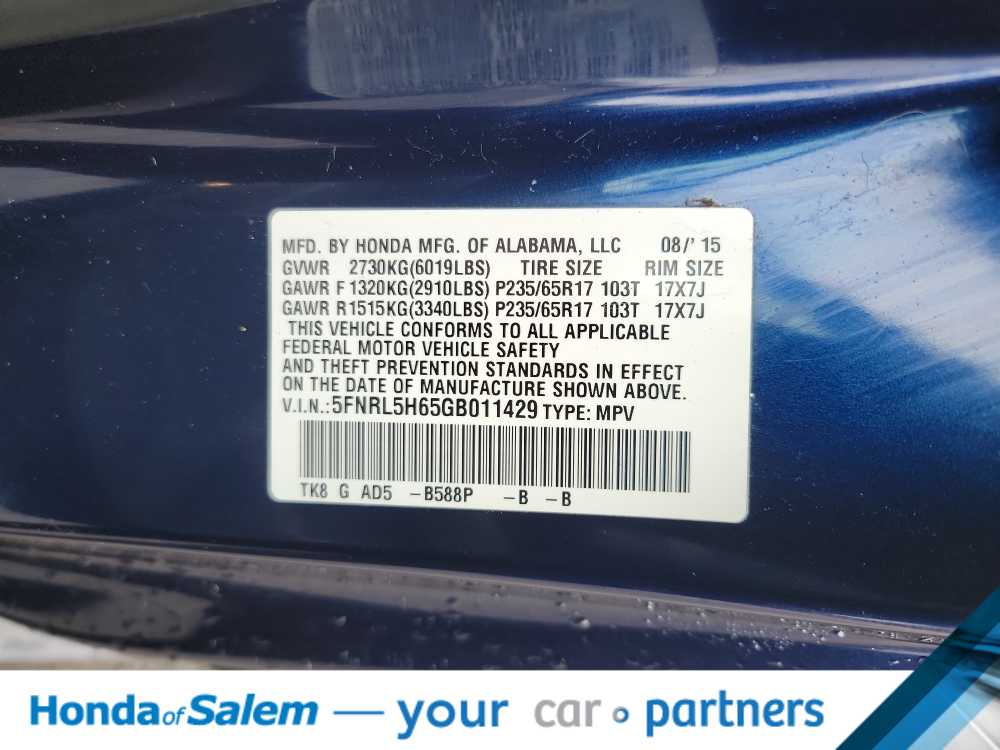 MFD. BY HONDA MFG. OF ALABAMA, LLC 08/' 15
GVWR 2730KG(6019LBS) TIRE SIZE RIM SIZE
GAWR F 1320KG(2910LBS) P235/65R17 103T 17X7J
GAWR R1515KG(3340LBS) P235/65R17 103T 17X7J
THIS VEHICLE CONFORMS TO ALL APPLICABLE
FEDERAL MOTOR VEHICLE SAFETY
AND THEFT PREVENTION STANDARDS IN EFFECT
ON THE DATE OF MANUFACTURE SHOWN ABOVE.
V.I.N.:5FNRL5H65GB011429 TYPE: MPV
TK8 G AD5 -B588P -B -B
Honda of Salem — your car partners